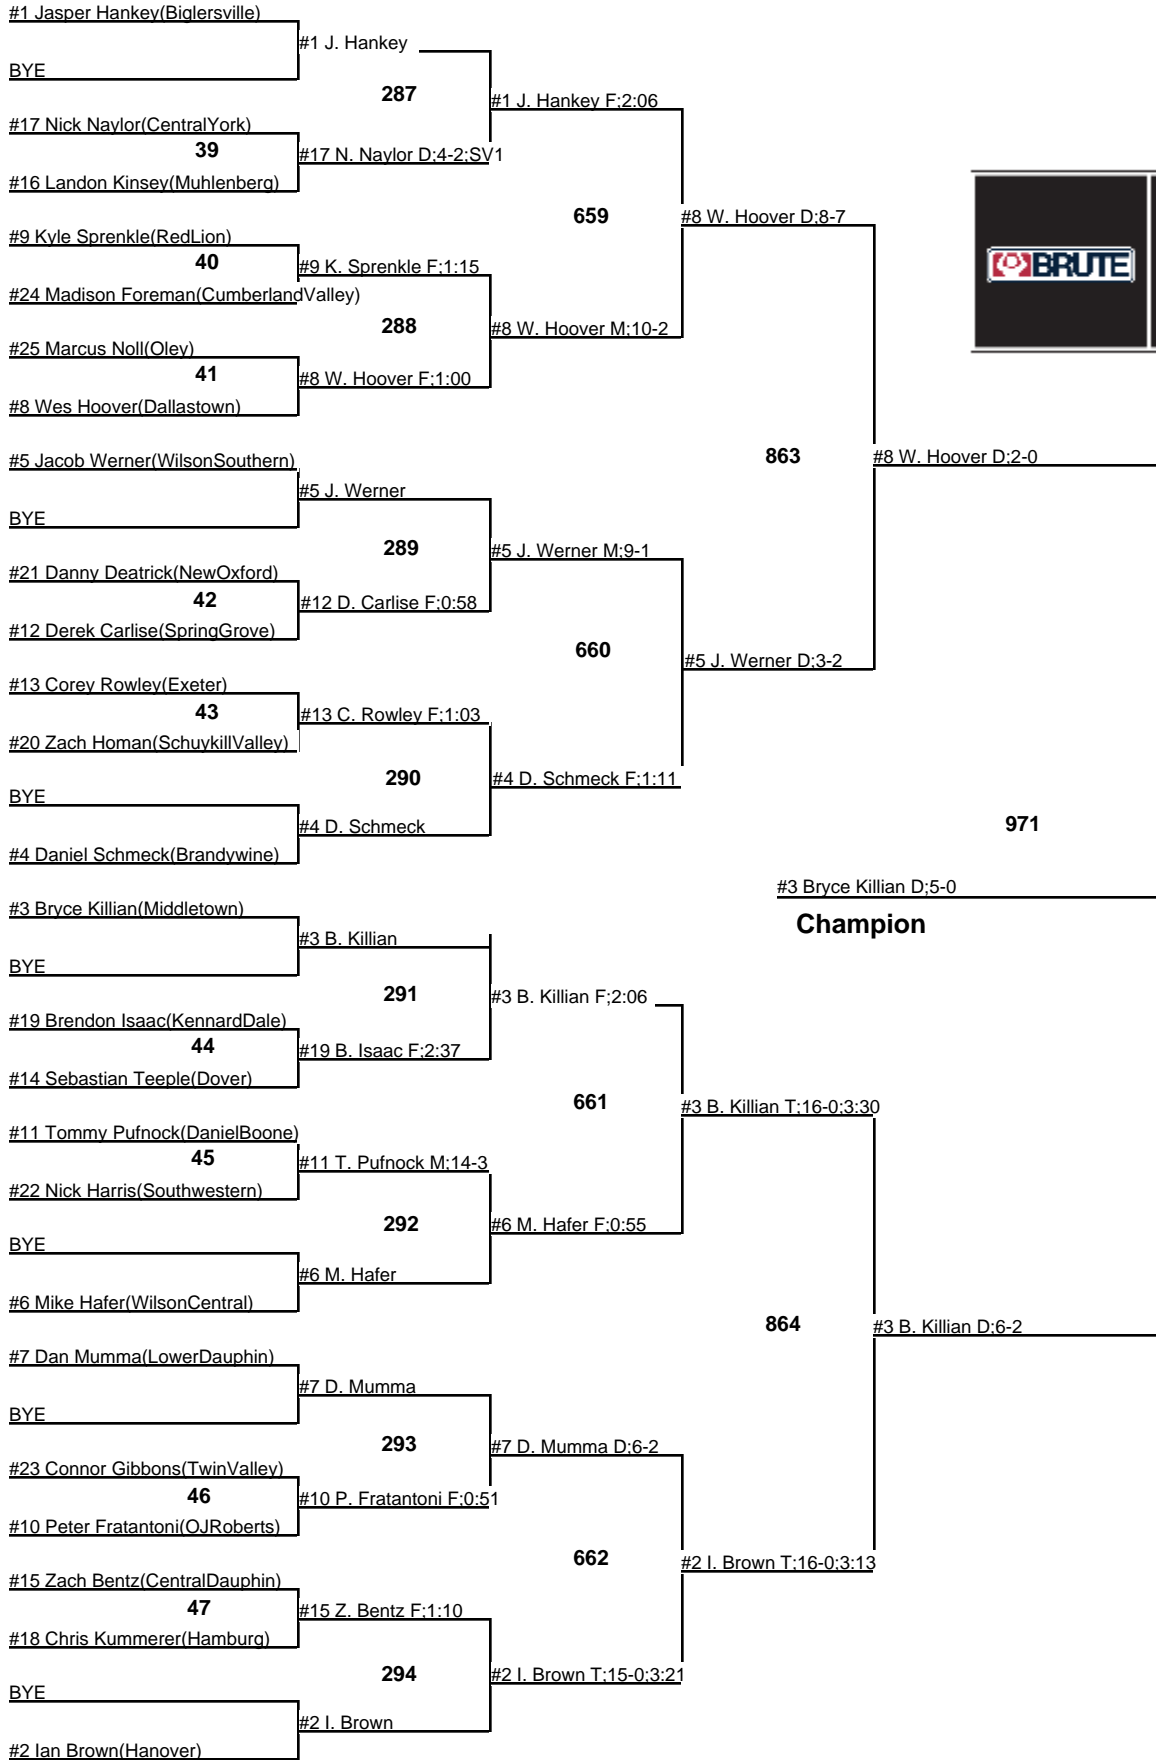 #1 Jasper Hankey(Biglersville)
#1 J. Hankey
BYE
287
#1 J. Hankey F;2:06
#17 Nick Naylor(CentralYork)
39
#17 N. Naylor D;4-2;SV1
#16 Landon Kinsey(Muhlenberg)
659
#8 W. Hoover D;8-7
#9 Kyle Sprenkle(RedLion)
40
#9 K. Sprenkle F;1:15
#24 Madison Foreman(CumberlandValley)
288
#8 W. Hoover M;10-2
#25 Marcus Noll(Oley)
41
#8 W. Hoover F;1:00
#8 Wes Hoover(Dallastown)
BRUTE
863
#8 W. Hoover D;2-0
#5 Jacob Werner(WilsonSouthern)
#5 J. Werner
BYE
289
#5 J. Werner M;9-1
#21 Danny Deatrick(NewOxford)
42
#12 D. Carlise F;0:58
#12 Derek Carlise(SpringGrove)
660
#5 J. Werner D;3-2
#13 Corey Rowley(Exeter)
43
#13 C. Rowley F;1:03
#20 Zach Homan(SchuykillValley)
290
#4 D. Schmeck F;1:11
BYE
#4 D. Schmeck
#4 Daniel Schmeck(Brandywine)
971
#3 Bryce Killian D;5-0
Champion
#3 Bryce Killian(Middletown)
#3 B. Killian
BYE
291
#3 B. Killian F;2:06
#19 Brendon Isaac(KennardDale)
44
#19 B. Isaac F;2:37
#14 Sebastian Teeple(Dover)
661
#3 B. Killian T;16-0;3:30
#11 Tommy Pufnock(DanielBoone)
45
#11 T. Pufnock M;14-3
#22 Nick Harris(Southwestern)
292
#6 M. Hafer F;0:55
BYE
#6 M. Hafer
#6 Mike Hafer(WilsonCentral)
864
#3 B. Killian D;6-2
#7 Dan Mumma(LowerDauphin)
#7 D. Mumma
BYE
293
#7 D. Mumma D;6-2
#23 Connor Gibbons(TwinValley)
46
#10 P. Fratantoni F;0:51
#10 Peter Fratantoni(OJRoberts)
662
#2 I. Brown T;16-0;3:13
#15 Zach Bentz(CentralDauphin)
47
#15 Z. Bentz F;1:10
#18 Chris Kummerer(Hamburg)
294
#2 I. Brown T;15-0;3:21
BYE
#2 I. Brown
#2 Ian Brown(Hanover)